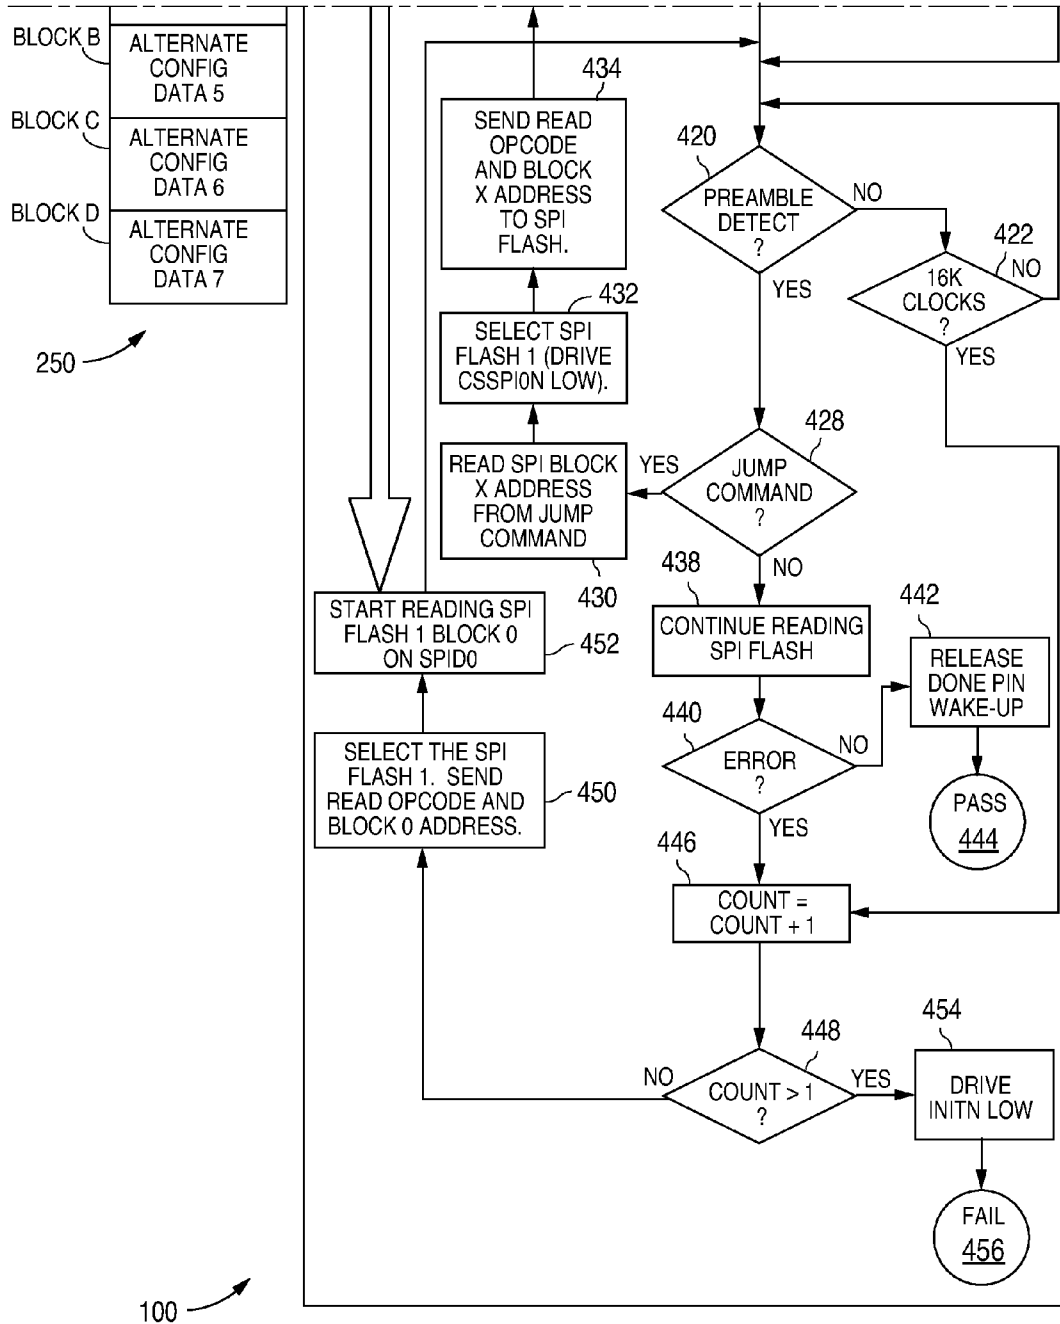 BLOCK B
ALTERNATE
CONFIG
DATA 5
BLOCK C
ALTERNATE
CONFIG
DATA 6
BLOCK D
ALTERNATE
CONFIG
DATA 7
250
434
SEND READ
OPCODE
AND BLOCK
X ADDRESS
TO SPI
FLASH.
432
SELECT SPI
FLASH 1 (DRIVE
CSSPI0N LOW).
READ SPI BLOCK
X ADDRESS
FROM JUMP
COMMAND
430
420
PREAMBLE
DETECT
?
NO
YES
422
16K
CLOCKS
?
NO
YES
428
JUMP
COMMAND
?
YES
NO
438
CONTINUE READING
SPI FLASH
442
RELEASE
DONE PIN
WAKE-UP
440
ERROR
?
NO
YES
PASS
444
START READING SPI
FLASH 1 BLOCK 0
ON SPID0
452
SELECT THE SPI
FLASH 1. SEND
READ OPCODE AND
BLOCK 0 ADDRESS.
450
446
COUNT =
COUNT + 1
448
COUNT > 1
?
NO
YES
454
DRIVE
INITN LOW
FAIL
456
100